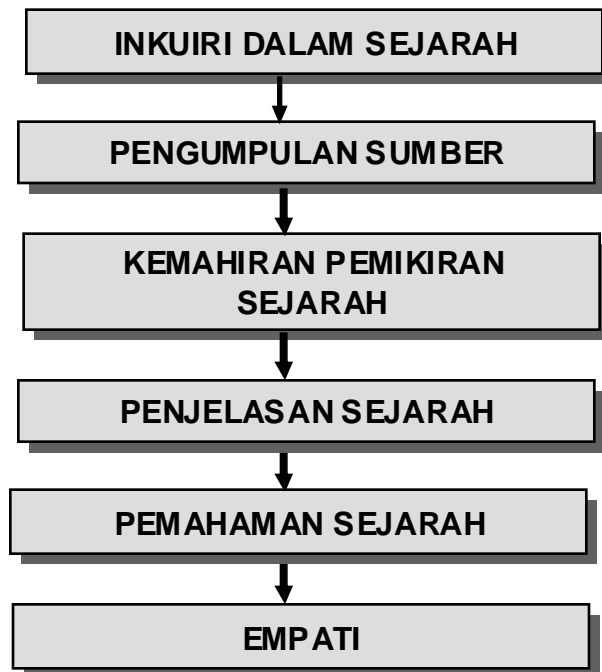 INKUIRI DALAM SEJARAH
PENGUMPULAN SUMBER
KEMAHIRAN PEMIKIRAN
SEJARAH
PENJELASAN SEJARAH
PEMAHAMAN SEJARAH
EMPATI